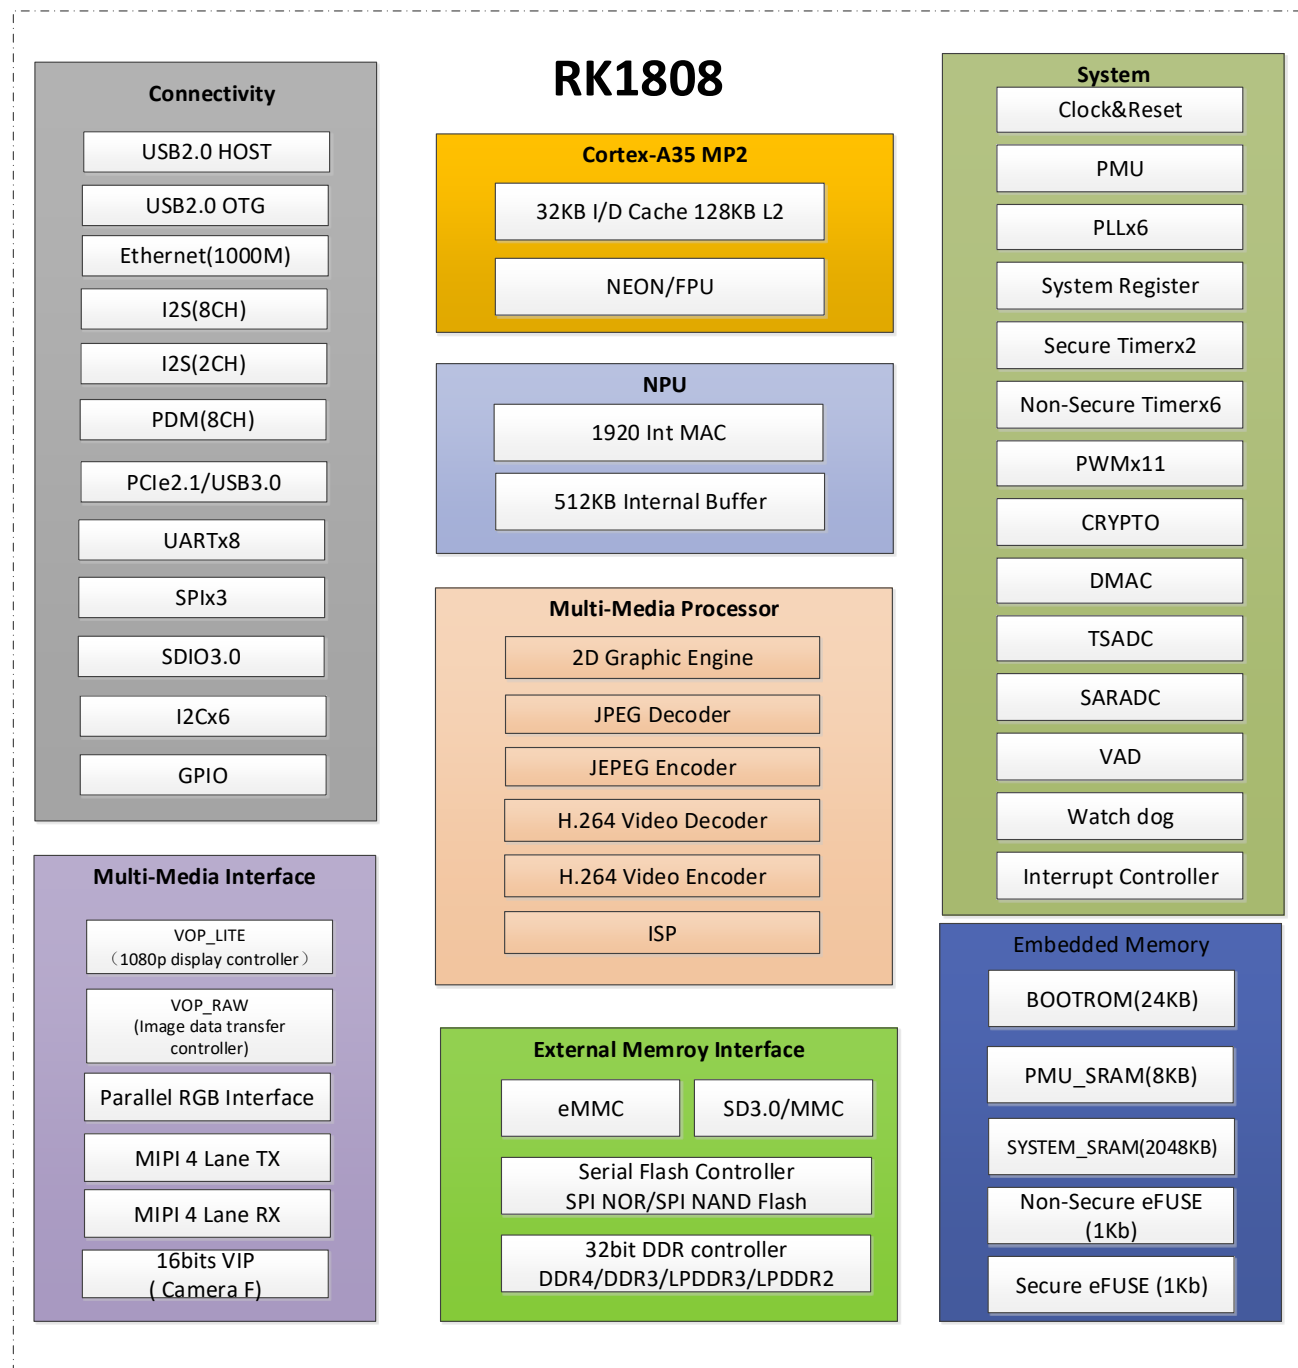 RK1808
Connectivity
USB2.0 HOST
USB2.0 OTG
Ethernet(1000M)
I2S(8CH)
I2S(2CH)
PDM(8CH)
PCIe2.1/USB3.0
UARTx8
SPIx3
SDIO3.0
I2Cx6
GPIO
Multi-Media Interface
VOP_LITE
（1080p display controller）
VOP_RAW
(Image data transfer
controller)
Parallel RGB Interface
MIPI 4 Lane TX
MIPI 4 Lane RX
16bits VIP
( Camera F)
Cortex-A35 MP2
32KB I/D Cache 128KB L2
NEON/FPU
NPU
1920 Int MAC
512KB Internal Buffer
Multi-Media Processor
2D Graphic Engine
JPEG Decoder
JEPEG Encoder
H.264 Video Decoder
H.264 Video Encoder
ISP
External Memroy Interface
eMMC
SD3.0/MMC
Serial Flash Controller
SPI NOR/SPI NAND Flash
32bit DDR controller
DDR4/DDR3/LPDDR3/LPDDR2
System
Clock&Reset
PMU
PLLx6
System Register
Secure Timerx2
Non-Secure Timerx6
PWMx11
CRYPTO
DMAC
TSADC
SARADC
VAD
Watch dog
Interrupt Controller
Embedded Memory
BOOTROM(24KB)
PMU_SRAM(8KB)
SYSTEM_SRAM(2048KB)
Non-Secure eFUSE
(1Kb)
Secure eFUSE (1Kb)